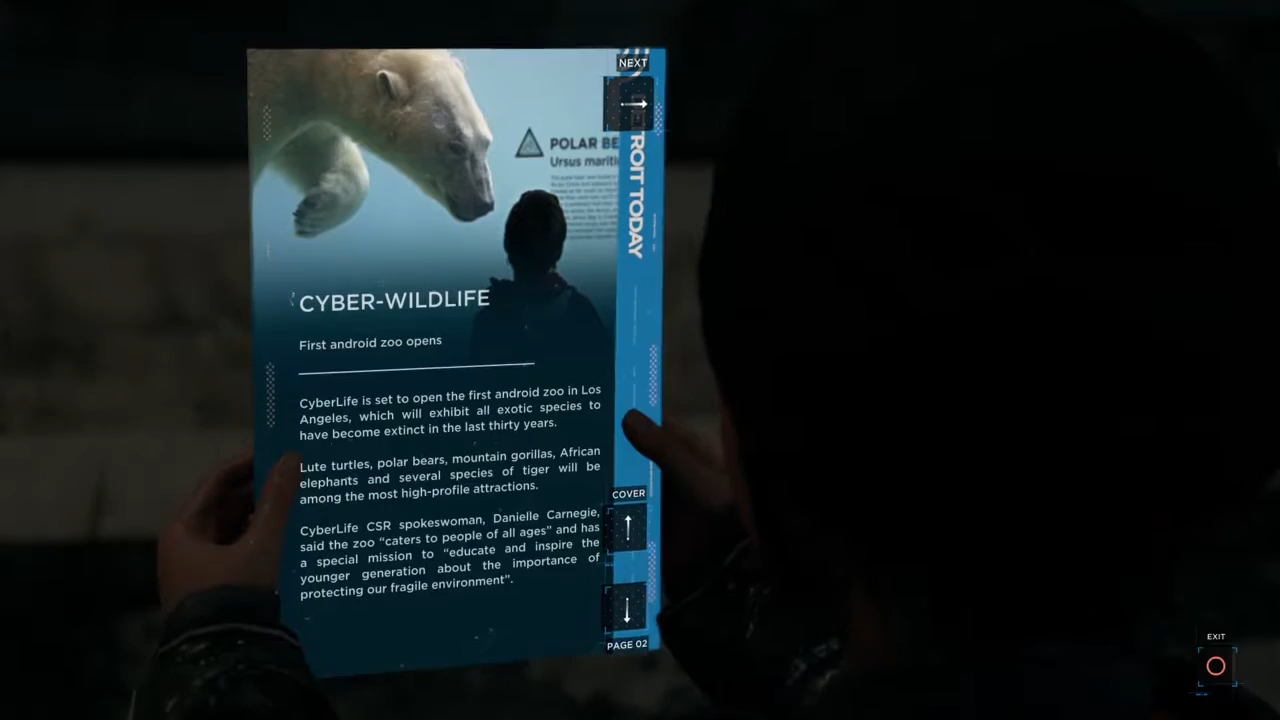 NEXT
POLAR BE
Ursus mariti
TROIT TODAY
CYBER-WILDLIFE
First android zoo opens
CyberLife is set to open the first android zoo in Los
Angeles, which will exhibit all exotic species to
have become extinct in the last thirty years.
Lute turtles, polar bears, mountain gorillas, African
elephants and several species of tiger will be
among the most high-profile attractions.
CyberLife CSR spokeswoman, Danielle Carnegie,
said the zoo “caters to people of all ages” and has
a special mission to “educate and inspire the
younger generation about the importance of
protecting our fragile environment”.
COVER
PAGE 02
EXIT